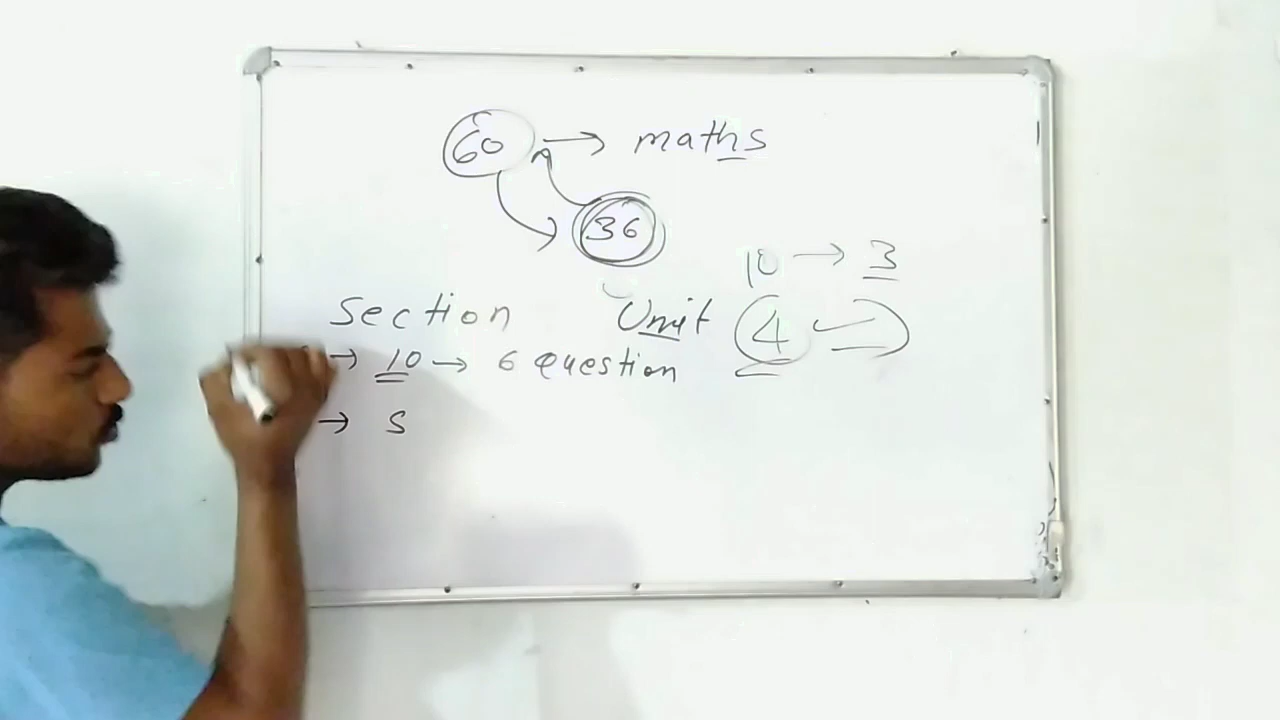 60 → maths
36
10 → 3
Section Unit 4
→ 10 → 6 question
→ 5